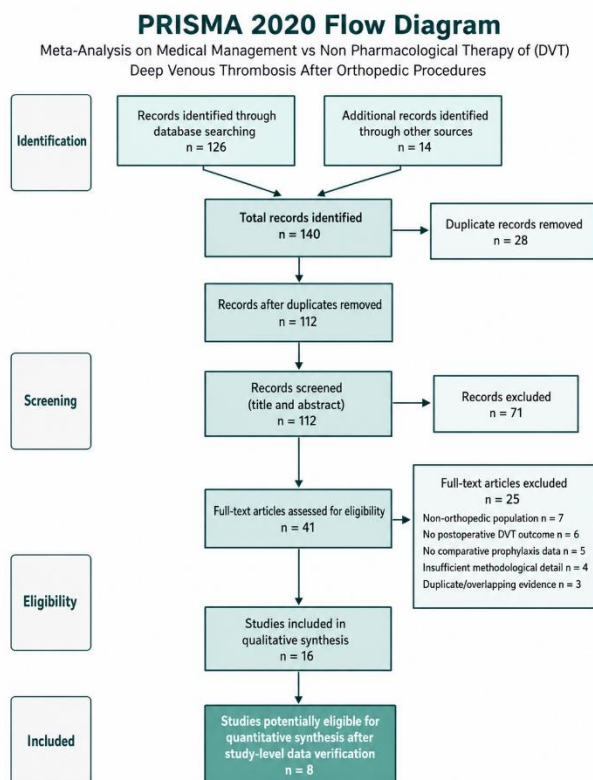 PRISMA 2020 Flow Diagram
Meta-Analysis on Medical Management vs Non Pharmacological Therapy of (DVT)
Deep Venous Thrombosis After Orthopedic Procedures
Identification
Records identified through
database searching
n = 126
Additional records identified
through other sources
n = 14
Total records identified
n = 140
Duplicate records removed
n = 28
Records after duplicates removed
n = 112
Screening
Records screened
(title and abstract)
n = 112
Records excluded
n = 71
Full-text articles assessed for eligibility
n = 41
Full-text articles excluded
n = 25
Non-orthopedic population n = 7
No postoperative DVT outcome n = 6
No comparative prophylaxis data n = 5
Insufficient methodological detail n = 4
Duplicate/overlapping evidence n = 3
Eligibility
Studies included in
qualitative synthesis
n = 16
Included
Studies potentially eligible for
quantitative synthesis after
study-level data verification
n = 8